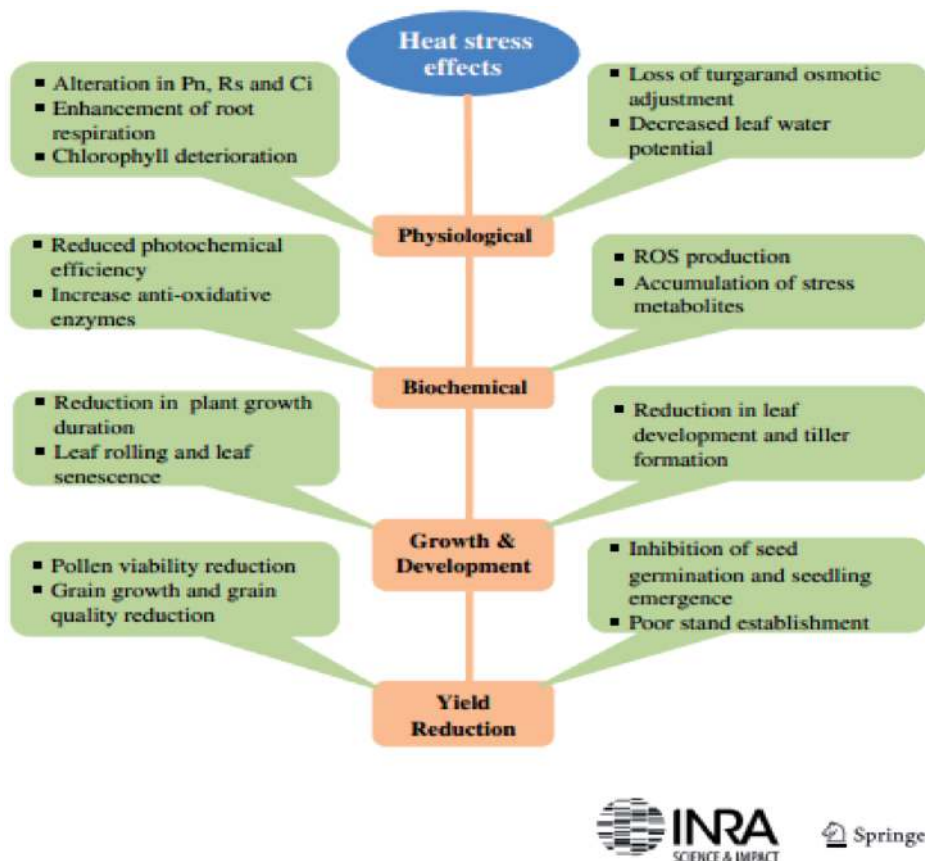 Heat stress
effects
▪ Alteration in Pn, Rs and Ci
▪ Enhancement of root
respiration
▪ Chlorophyll deterioration
▪ Loss of turgarand osmotic
adjustment
▪ Decreased leaf water
potential
Physiological
▪ Reduced photochemical
efficiency
▪ Increase anti-oxidative
enzymes
▪ ROS production
▪ Accumulation of stress
metabolites
Biochemical
▪ Reduction in plant growth
duration
▪ Leaf rolling and leaf
senescence
▪ Reduction in leaf
development and tiller
formation
Growth &
Development
▪ Pollen viability reduction
▪ Grain growth and grain
quality reduction
▪ Inhibition of seed
germination and seedling
emergence
▪ Poor stand establishment
Yield
Reduction
INRA
SCIENCE & IMPACT
Springe